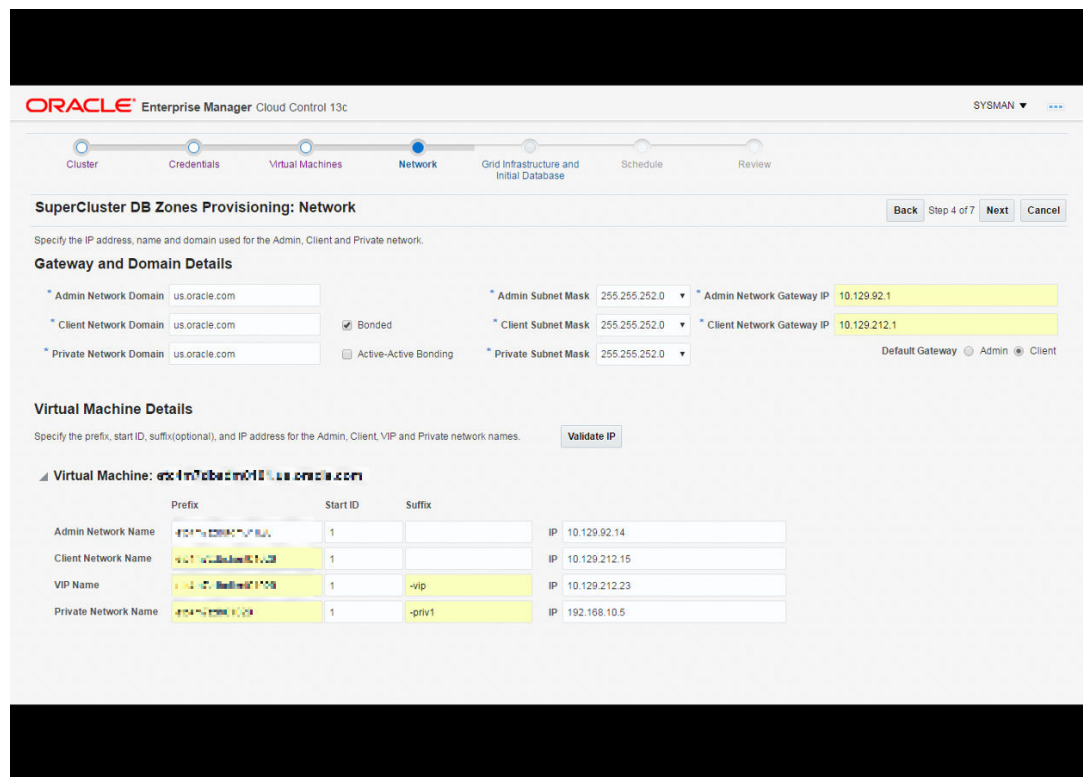 ORACLE Enterprise Manager Cloud Control 13c SYSMAN
Cluster Credentials Virtual Machines Network Grid Infrastructure and Initial Database Schedule Review
SuperCluster DB Zones Provisioning: Network Back Step 4 of 7 Next Cancel
Specify the IP address, name and domain used for the Admin, Client and Private network.
Gateway and Domain Details
* Admin Network Domain us.oracle.com * Admin Subnet Mask 255.255.252.0 * Admin Network Gateway IP 10.129.92.1
* Client Network Domain us.oracle.com Bonded * Client Subnet Mask 255.255.252.0 * Client Network Gateway IP 10.129.212.1
* Private Network Domain us.oracle.com Active-Active Bonding * Private Subnet Mask 255.255.252.0 Default Gateway Admin Client
Virtual Machine Details
Specify the prefix, start ID, suffix(optional), and IP address for the Admin, Client, VIP and Private network names. Validate IP
Virtual Machine:
Prefix Start ID Suffix
Admin Network Name 1 IP 10.129.92.14
Client Network Name 1 IP 10.129.212.15
VIP Name 1 -vip IP 10.129.212.23
Private Network Name 1 -priv1 IP 192.168.10.5